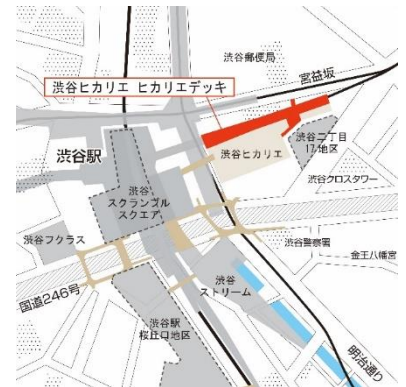 渋谷郵便局
宮益坂
渋谷ヒカリエ ヒカリエデッキ
渋谷二丁目
17地区
渋谷駅
渋谷ヒカリエ
渋谷クロスタワー
渋谷
スクランブル
スクエア
渋谷フクラス
渋谷警察署
金王八幡宮
国道246号
渋谷
ストリーム
渋谷駅
桜丘口地区
明治通り